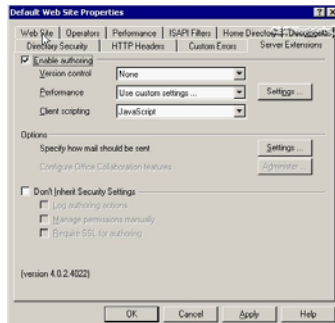 Default Web Site Properties
Web Site Operators Performance ISAPI Filters Home Directory Documents
Directory Security HTTP Headers Custom Errors Server Extensions
Enable authoring
Version control None
Performance Use custom settings ... Settings ...
Client scripting JavaScript
Options
Specify how mail should be sent Settings ...
Configure Office Collaboration features Administer ...
Don't Inherit Security Settings
Log authoring actions
Manage permissions manually
Require SSL for authoring
(version 4.0.2.4022)
OK Cancel Apply Help